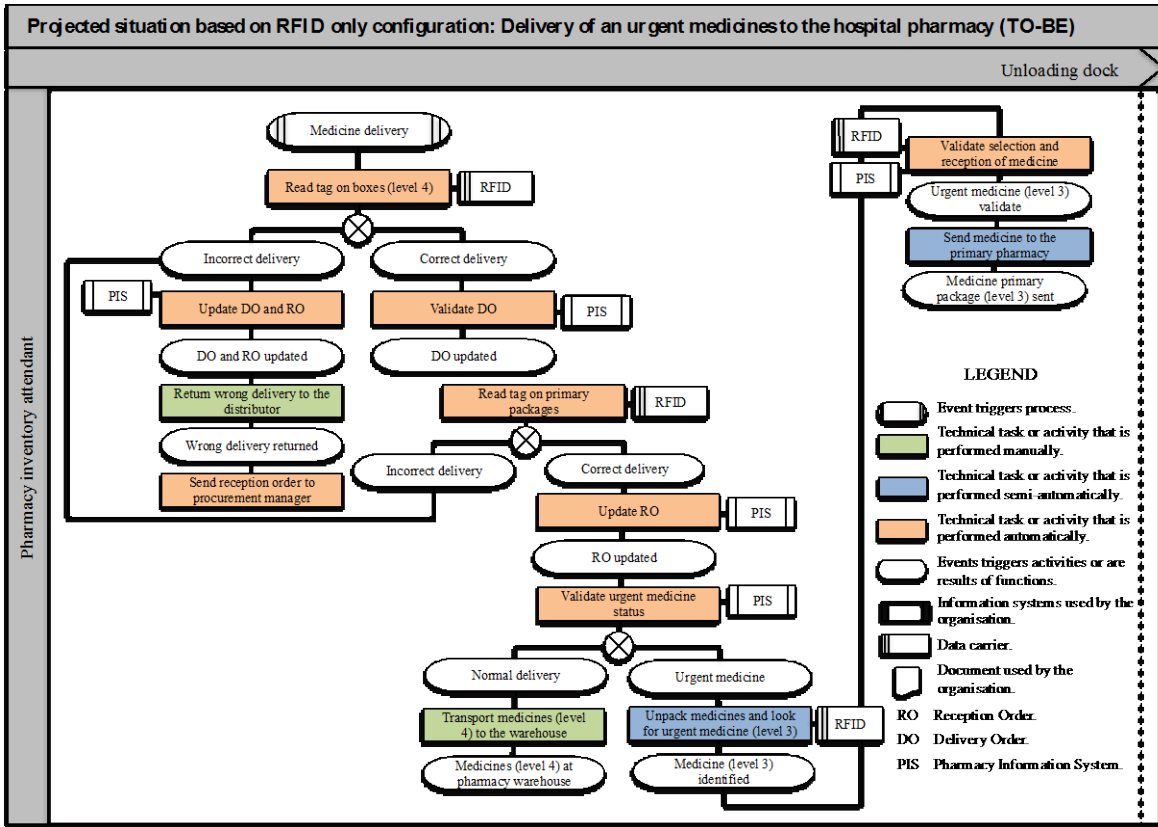 Projected situation based on RFID only configuration: Delivery of an urgent medicines to the hospital pharmacy (TO-BE)
Unloading dock
Pharmacy inventory attendant
Medicine delivery
Read tag on boxes (level 4)
RFID
Incorrect delivery
Correct delivery
PIS
Update DO and RO
Validate DO
PIS
DO and RO updated
DO updated
Return wrong delivery to the
distributor
Read tag on primary
packages
RFID
Wrong delivery returned
Incorrect delivery
Correct delivery
Send reception order to
procurement manager
Update RO
PIS
RO updated
Validate urgent medicine
status
PIS
Normal delivery
Urgent medicine
Transport medicines (level
4) to the warehouse
Unpack medicines and look
for urgent medicine (level 3)
RFID
Medicines (level 4) at
pharmacy warehouse
Medicine (level 3)
identified
RFID
PIS
Validate selection and
reception of medicine
Urgent medicine (level 3)
validate
Send medicine to the
primary pharmacy
Medicine primary
package (level 3) sent
LEGEND
Event triggers process.
Technical task or activity that is
performed manually.
Technical task or activity that is
performed semi-automatically.
Technical task or activity that is
performed automatically.
Events triggers activities or are
results of functions.
Information systems used by the
organisation.
Data carrier.
Document used by the
organisation.
RO Reception Order.
DO Delivery Order.
PIS Pharmacy Information System.